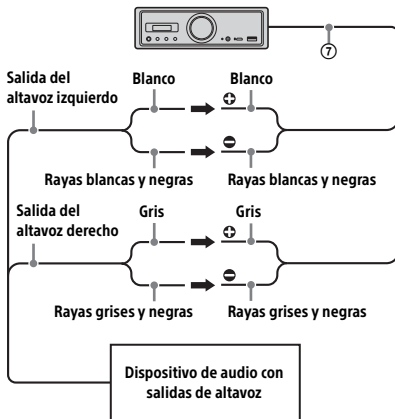 ⑦
Salida del
altavoz izquierdo
Blanco
Blanco
Rayas blancas y negras
Rayas blancas y negras
Salida del
altavoz derecho
Gris
Gris
Rayas grises y negras
Rayas grises y negras
Dispositivo de audio con
salidas de altavoz